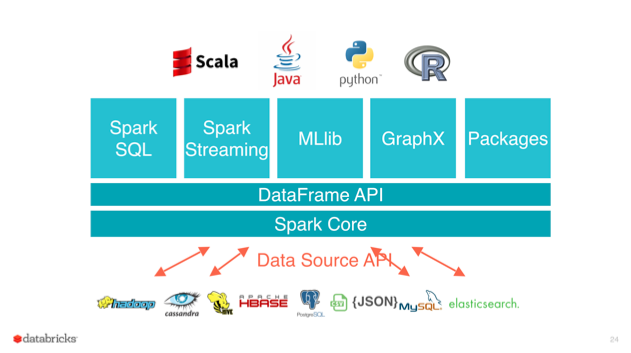 Scala
Java
python
R
Spark
SQL
Spark
Streaming
MLlib
GraphX
Packages
DataFrame API
Spark Core
Data Source API
hadoop
cassandra
HIVE
APACHE
HBASE
PostgreSQL
CSV
{JSON}
MySQL
elasticsearch.
databricks
24